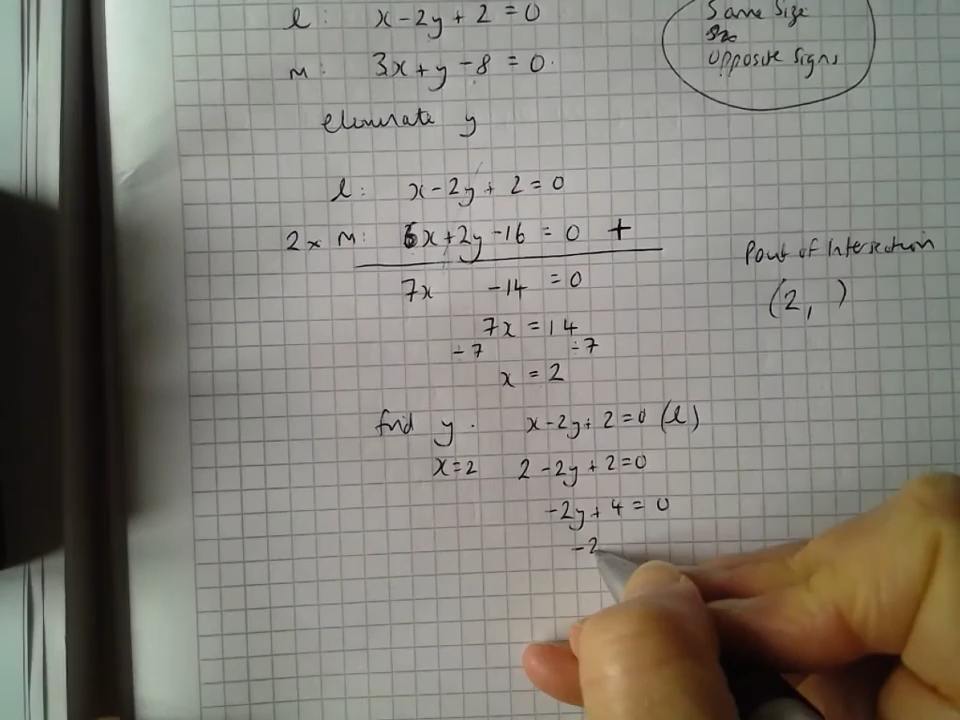 l: x-2y+2=0
Same Size
m: 3x+y-8=0.
opposite signs
eliminate y
l: x-2y+2=0
2x m: 6x+2y-16=0 +
Point of Intersection
7x -14=0
(2, )
7x=14
÷7 ÷7
x=2
find y. x-2y+2=0 (l)
x=2 2-2y+2=0
-2y+4=0
-2